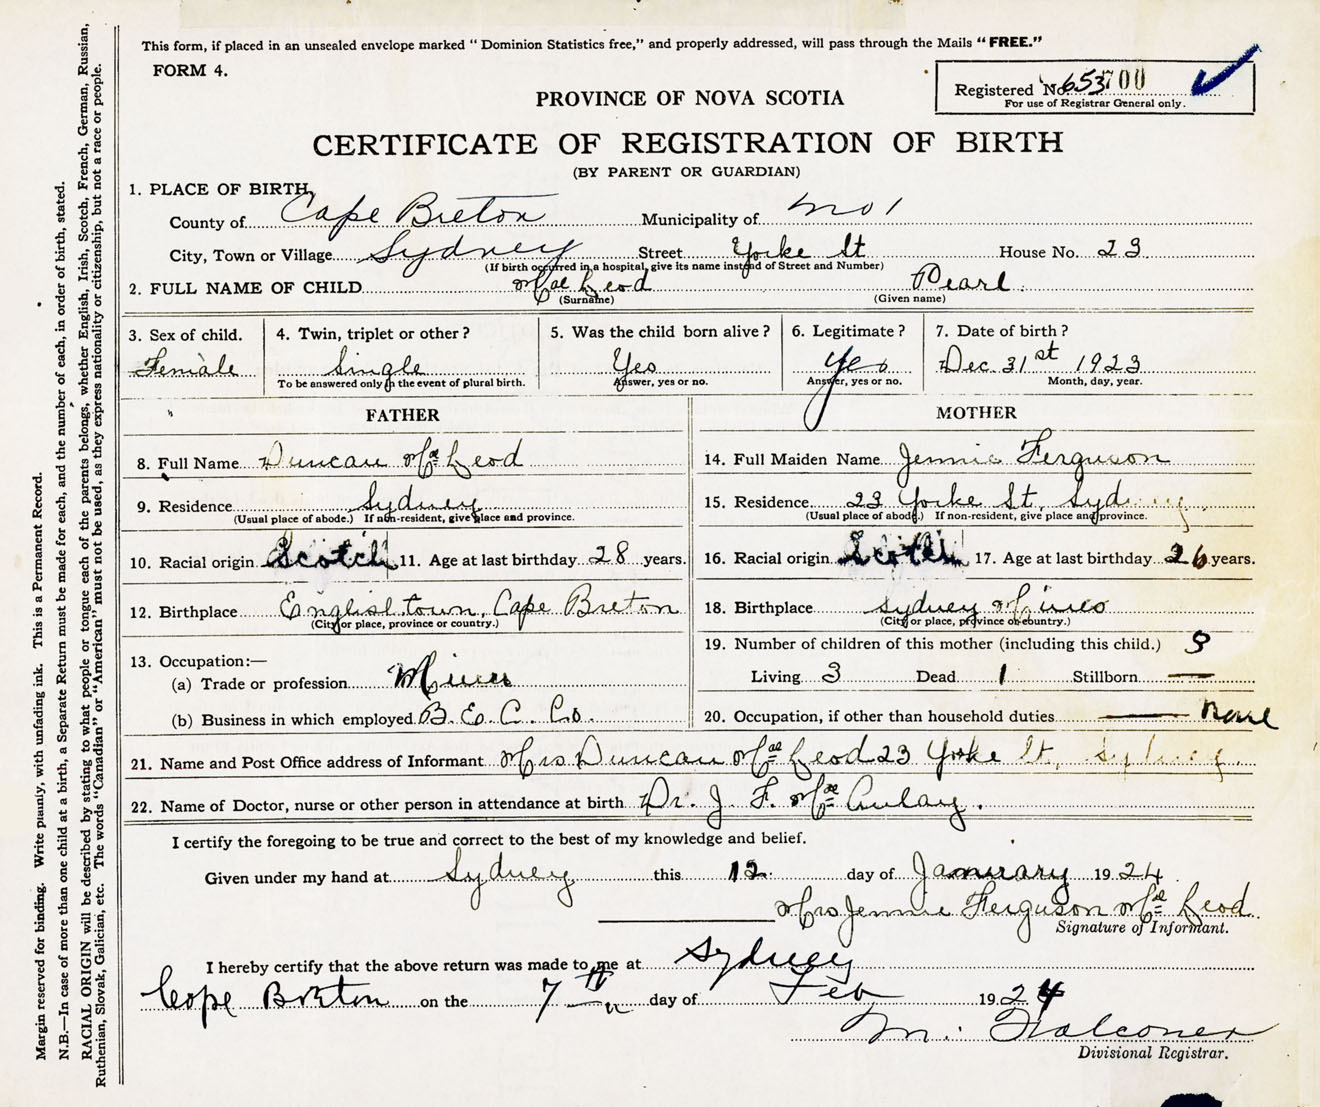 This form, if placed in an unsealed envelope marked "Dominion Statistics free," and properly addressed, will pass through the Mails "FREE."
FORM 4.
Registered No. 653700
For use of Registrar General only.
PROVINCE OF NOVA SCOTIA
CERTIFICATE OF REGISTRATION OF BIRTH
(BY PARENT OR GUARDIAN)
1. PLACE OF BIRTH,
County of Cape Breton Municipality of No 1
City, Town or Village Sydney Street Yorke St House No. 23
(If birth occurred in a hospital, give its name instead of Street and Number)
2. FULL NAME OF CHILD McLeod Pearl
(Surname) (Given name)
3. Sex of child. 4. Twin, triplet or other? 5. Was the child born alive? 6. Legitimate? 7. Date of birth?
Female Single Yes Yes Dec. 31st 1923
To be answered only in the event of plural birth. Answer, yes or no. Answer, yes or no. Month, day, year.
FATHER MOTHER
8. Full Name Duncan McLeod 14. Full Maiden Name Jennie Ferguson
9. Residence Sydney 15. Residence 23 Yorke St, Sydney
(Usual place of abode.) If non-resident, give place and province. (Usual place of abode.) If non-resident, give place and province.
10. Racial origin Scotch 11. Age at last birthday 28 years. 16. Racial origin Scotch 17. Age at last birthday 26 years.
12. Birthplace Englishtown, Cape Breton 18. Birthplace Sydney Mines
(City or place, province or country.) (City or place, province or country.)
19. Number of children of this mother (including this child.) 3
13. Occupation:—
(a) Trade or profession Miner Living 3 Dead 1 Stillborn —
(b) Business in which employed B. E. C. Co. 20. Occupation, if other than household duties — None
21. Name and Post Office address of Informant Mrs Duncan McLeod 23 Yorke St., Sydney
22. Name of Doctor, nurse or other person in attendance at birth Dr. J. F. McAulay.
I certify the foregoing to be true and correct to the best of my knowledge and belief.
Given under my hand at Sydney this 12 day of January 1924
Mrs Jennie Ferguson McLeod
Signature of Informant.
I hereby certify that the above return was made to me at Sydney
Cape Breton on the 7th day of Feb 1924
M. Falconer
Divisional Registrar.
Margin reserved for binding. Write plainly, with unfading ink. This is a Permanent Record.
N.B.—In case of more than one child at a birth, a Separate Return must be made for each, and the number of each, in order of birth, stated.
RACIAL ORIGIN will be described by stating to what people or tongue each of the parents belongs, whether English, Irish, Scotch, French, German, Russian,
Ruthenian, Slovak, Galician, etc. The words "Canadian" or "American" must not be used, as they express nationality or citizenship, but not a race or people.